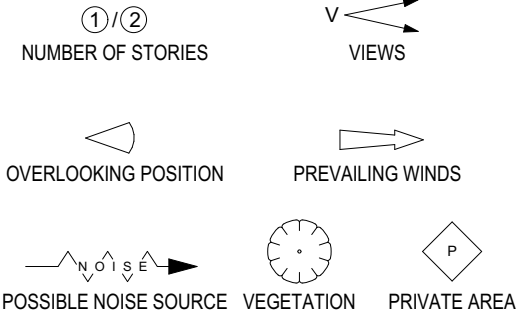 1/2
V
NUMBER OF STORIES
VIEWS
OVERLOOKING POSITION
PREVAILING WINDS
NOISE
P
POSSIBLE NOISE SOURCE
VEGETATION
PRIVATE AREA